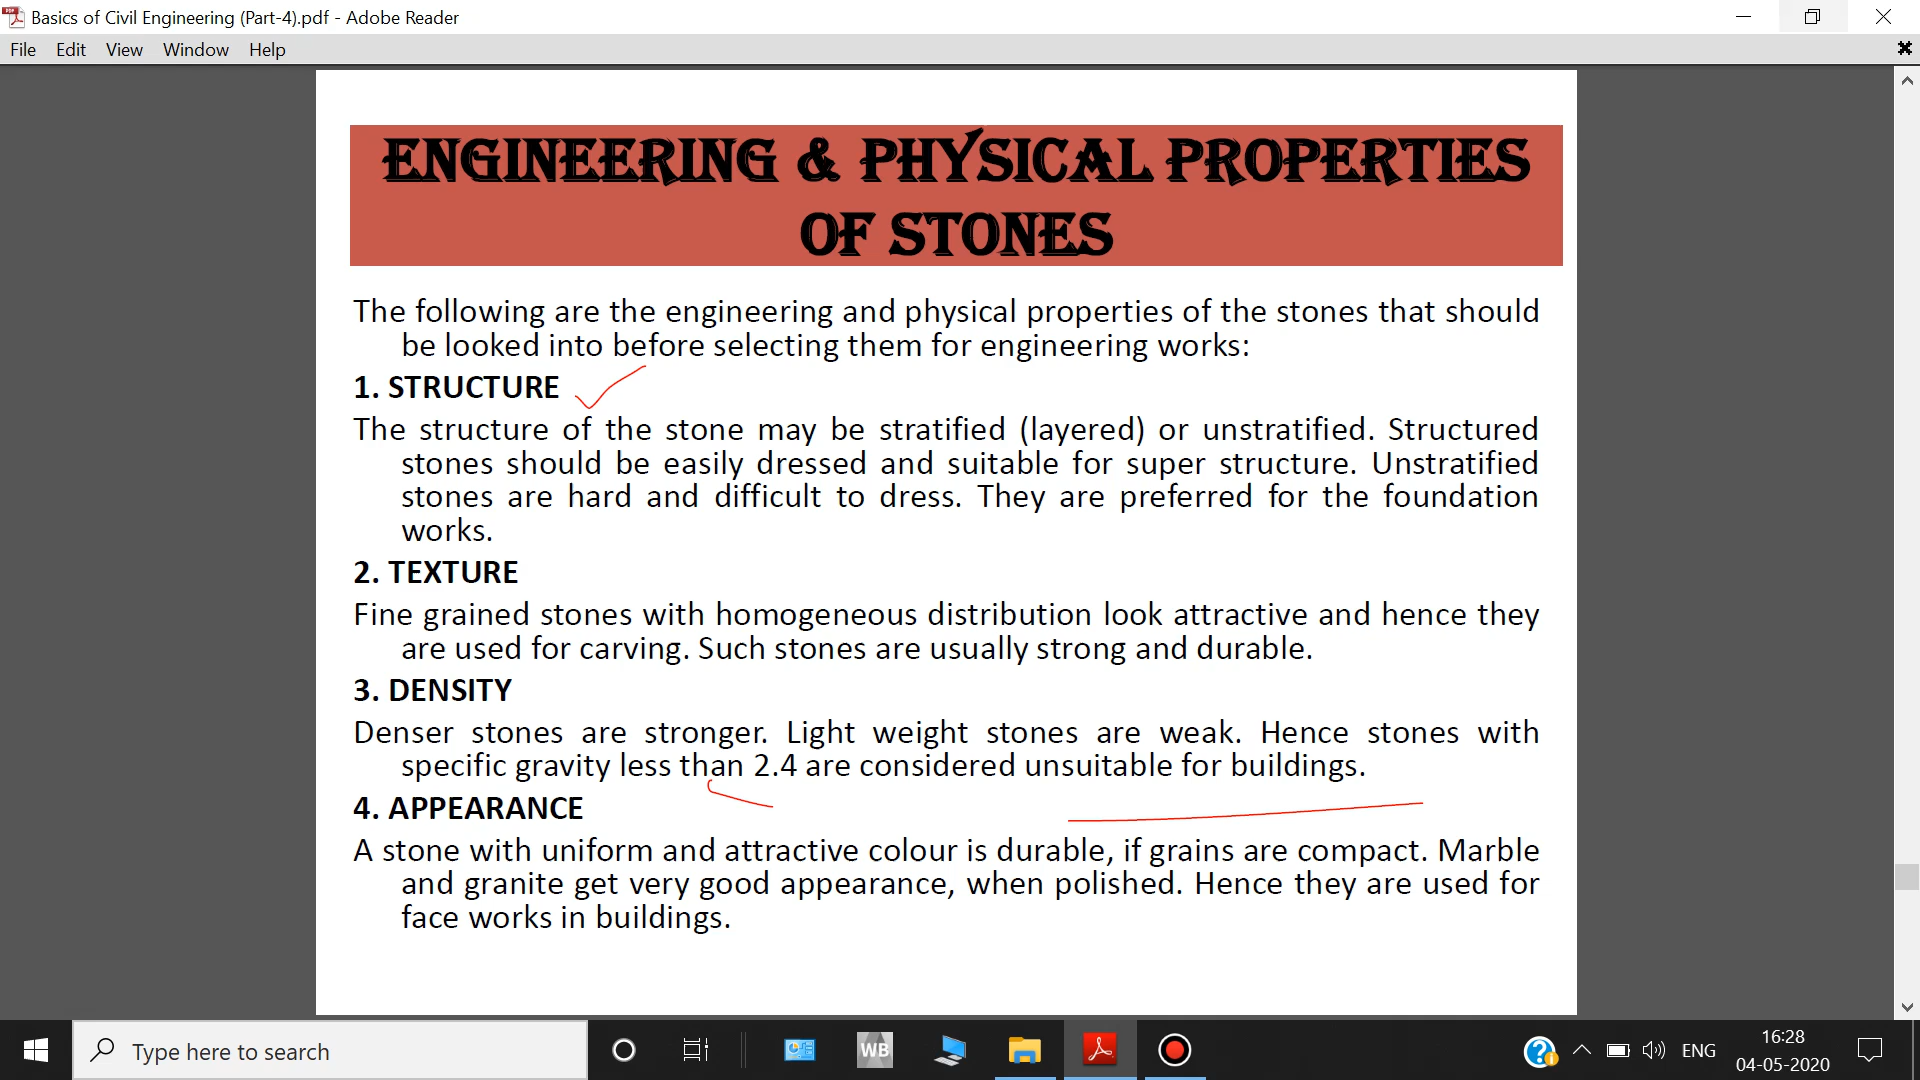 Basics of Civil Engineering (Part-4).pdf - Adobe Reader
File Edit View Window Help
ENGINEERING & PHYSICAL PROPERTIES
OF STONES
The following are the engineering and physical properties of the stones that should
be looked into before selecting them for engineering works:
1. STRUCTURE
The structure of the stone may be stratified (layered) or unstratified. Structured
stones should be easily dressed and suitable for super structure. Unstratified
stones are hard and difficult to dress. They are preferred for the foundation
works.
2. TEXTURE
Fine grained stones with homogeneous distribution look attractive and hence they
are used for carving. Such stones are usually strong and durable.
3. DENSITY
Denser stones are stronger. Light weight stones are weak. Hence stones with
specific gravity less than 2.4 are considered unsuitable for buildings.
4. APPEARANCE
A stone with uniform and attractive colour is durable, if grains are compact. Marble
and granite get very good appearance, when polished. Hence they are used for
face works in buildings.
Type here to search
WB
ENG
16:28
04-05-2020